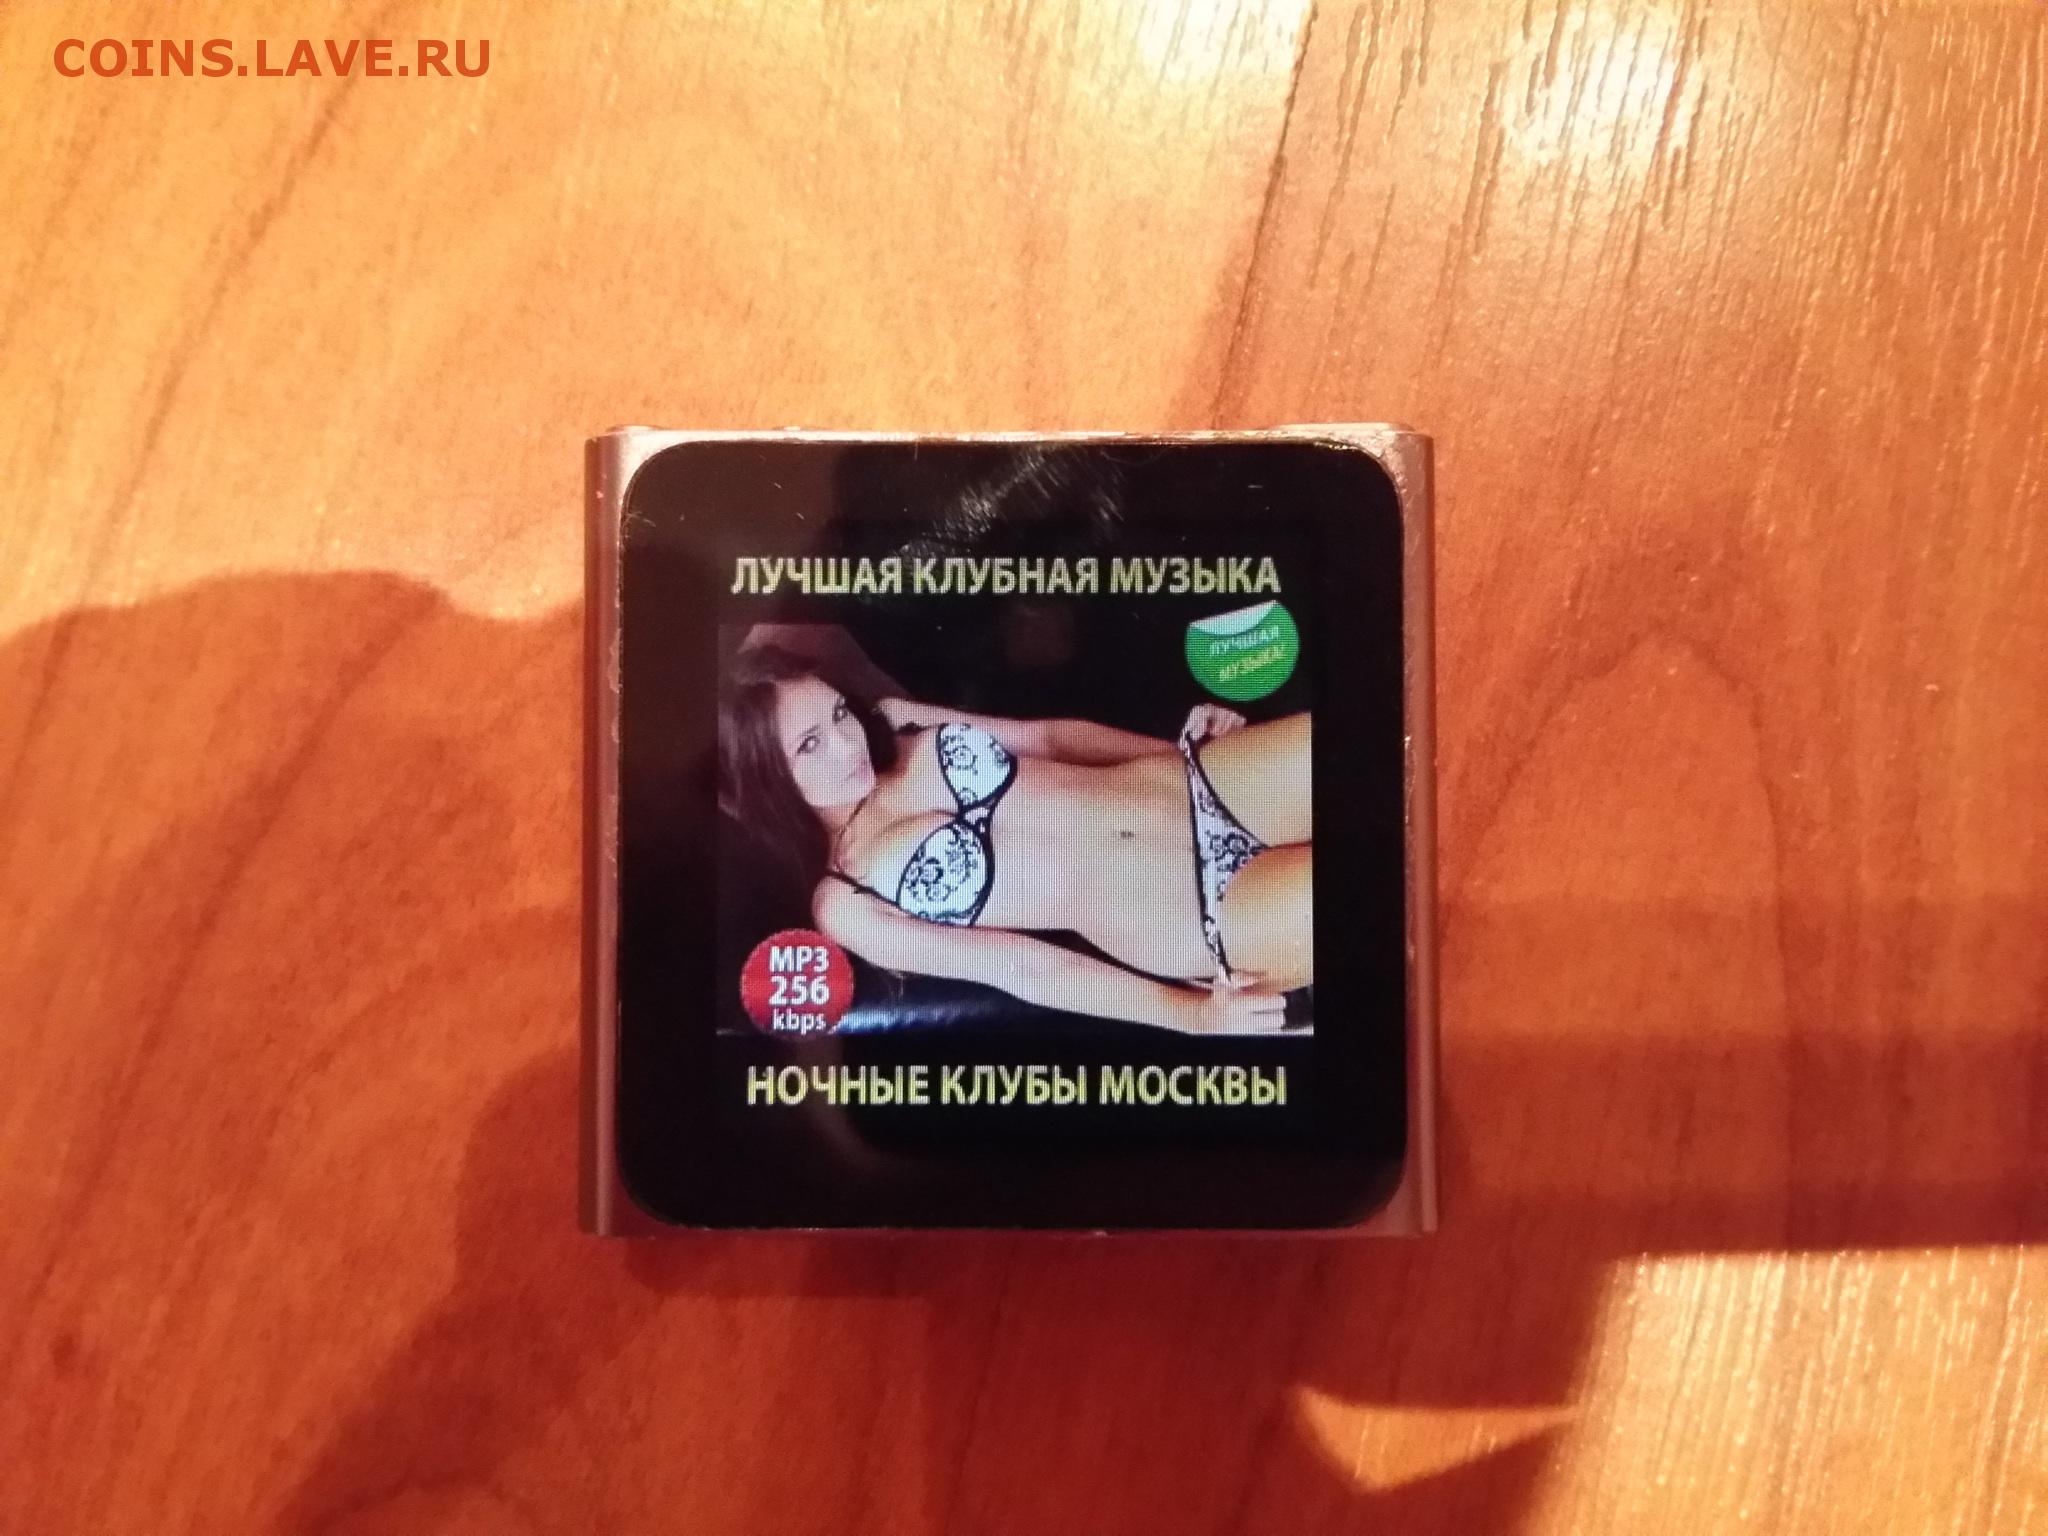 COINS.LAVE.RU
ЛУЧШАЯ КЛУБНАЯ МУЗЫКА
ЛУЧШАЯ
МУЗЫКА!
MP3
256
kbps
НОЧНЫЕ КЛУБЫ МОСКВЫ